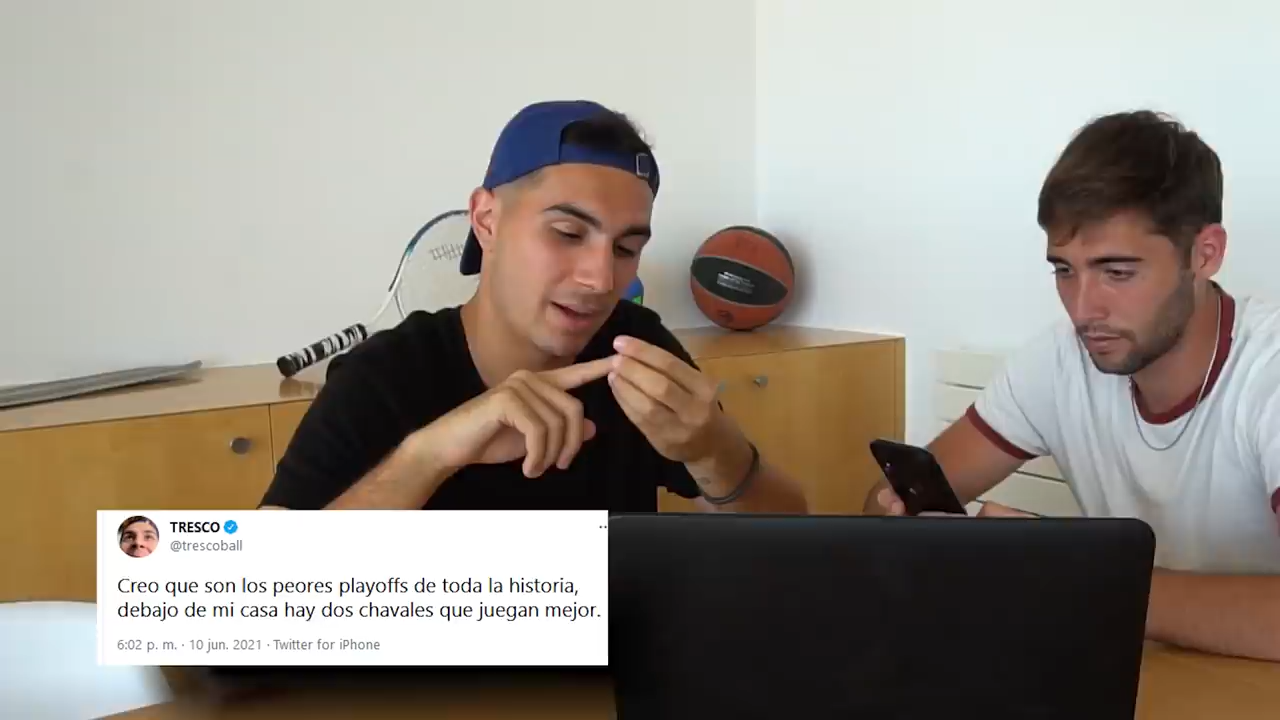 TRESCO
@trescoball
Creo que son los peores playoffs de toda la historia,
debajo de mi casa hay dos chavales que juegan mejor.
6:02 p. m. · 10 jun. 2021 · Twitter for iPhone